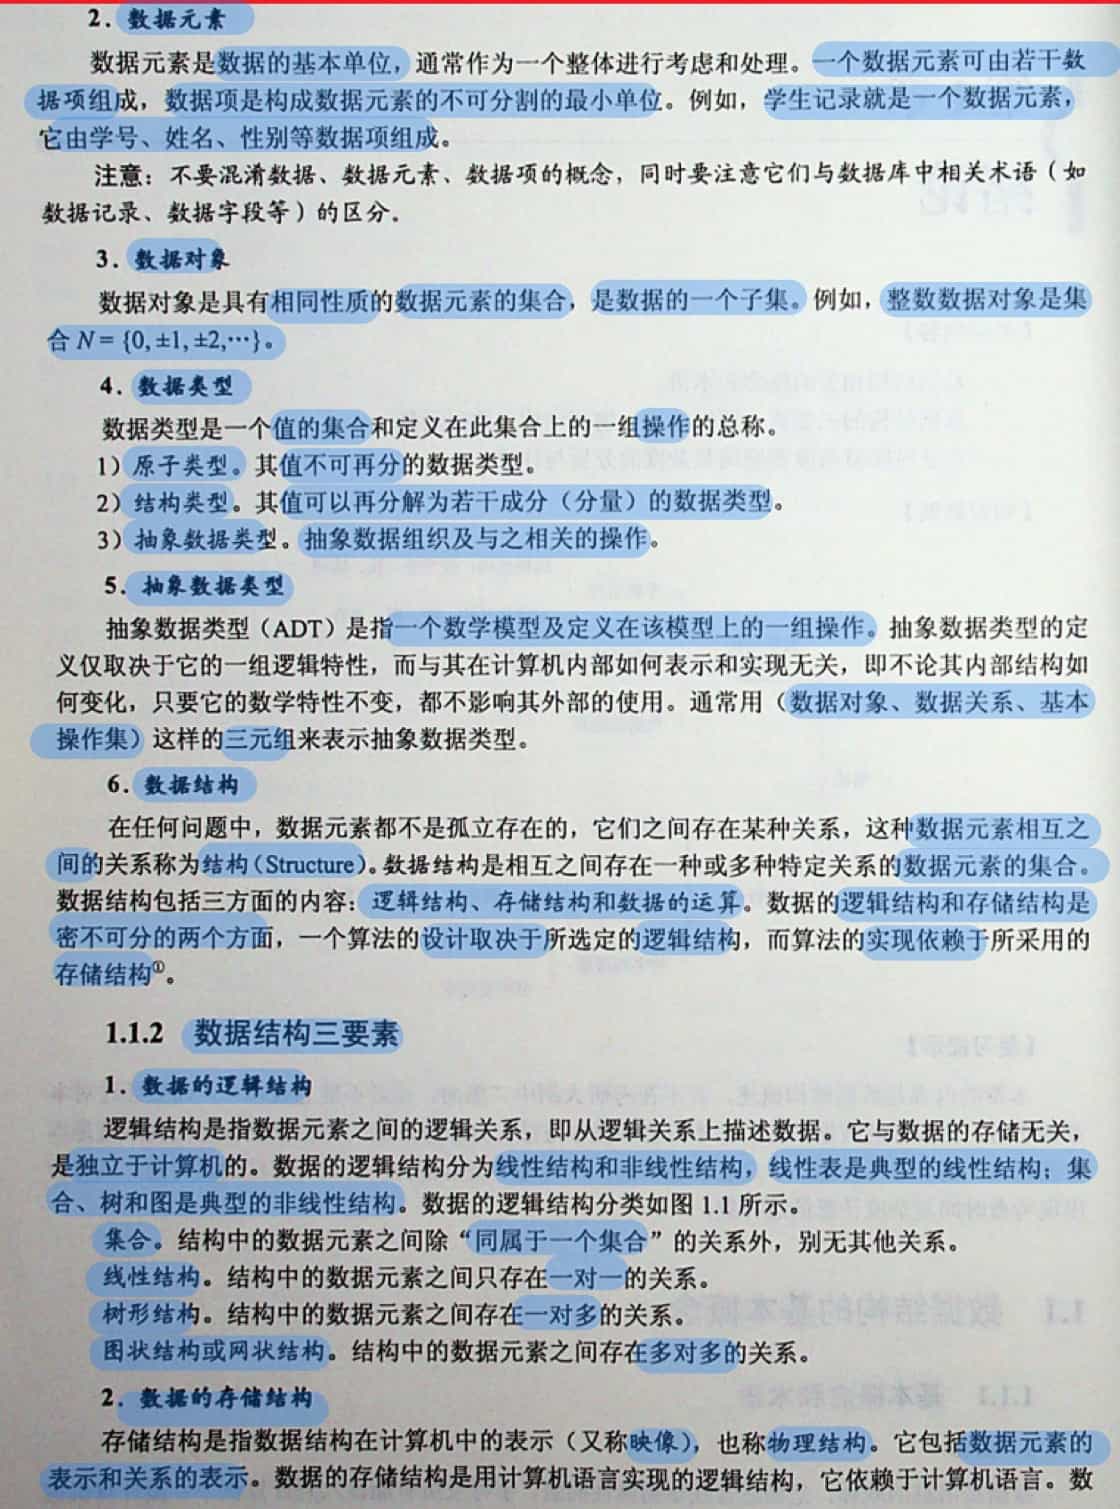 2. 数据元素
数据元素是数据的基本单位，通常作为一个整体进行考虑和处理。一个数据元素可由若干数
据项组成，数据项是构成数据元素的不可分割的最小单位。例如，学生记录就是一个数据元素，
它由学号、姓名、性别等数据项组成。
注意：不要混淆数据、数据元素、数据项的概念，同时要注意它们与数据库中相关术语（如
数据记录、数据字段等）的区分。
3. 数据对象
数据对象是具有相同性质的数据元素的集合，是数据的一个子集。例如，整数数据对象是集
合 N = {0, ±1, ±2,…}。
4. 数据类型
数据类型是一个值的集合和定义在此集合上的一组操作的总称。
1）原子类型。其值不可再分的数据类型。
2）结构类型。其值可以再分解为若干成分（分量）的数据类型。
3）抽象数据类型。抽象数据组织及与之相关的操作。
5. 抽象数据类型
抽象数据类型（ADT）是指一个数学模型及定义在该模型上的一组操作。抽象数据类型的定
义仅取决于它的一组逻辑特性，而与其在计算机内部如何表示和实现无关，即不论其内部结构如
何变化，只要它的数学特性不变，都不影响其外部的使用。通常用（数据对象、数据关系、基本
操作集）这样的三元组来表示抽象数据类型。
6. 数据结构
在任何问题中，数据元素都不是孤立存在的，它们之间存在某种关系，这种数据元素相互之
间的关系称为结构（Structure）。数据结构是相互之间存在一种或多种特定关系的数据元素的集合。
数据结构包括三方面的内容：逻辑结构、存储结构和数据的运算。数据的逻辑结构和存储结构是
密不可分的两个方面，一个算法的设计取决于所选定的逻辑结构，而算法的实现依赖于所采用的
存储结构①。
1.1.2 数据结构三要素
1. 数据的逻辑结构
逻辑结构是指数据元素之间的逻辑关系，即从逻辑关系上描述数据。它与数据的存储无关，
是独立于计算机的。数据的逻辑结构分为线性结构和非线性结构，线性表是典型的线性结构；集
合、树和图是典型的非线性结构。数据的逻辑结构分类如图 1.1 所示。
集合。结构中的数据元素之间除“同属于一个集合”的关系外，别无其他关系。
线性结构。结构中的数据元素之间只存在一对一的关系。
树形结构。结构中的数据元素之间存在一对多的关系。
图状结构或网状结构。结构中的数据元素之间存在多对多的关系。
2. 数据的存储结构
存储结构是指数据结构在计算机中的表示（又称映像），也称物理结构。它包括数据元素的
表示和关系的表示。数据的存储结构是用计算机语言实现的逻辑结构，它依赖于计算机语言。数